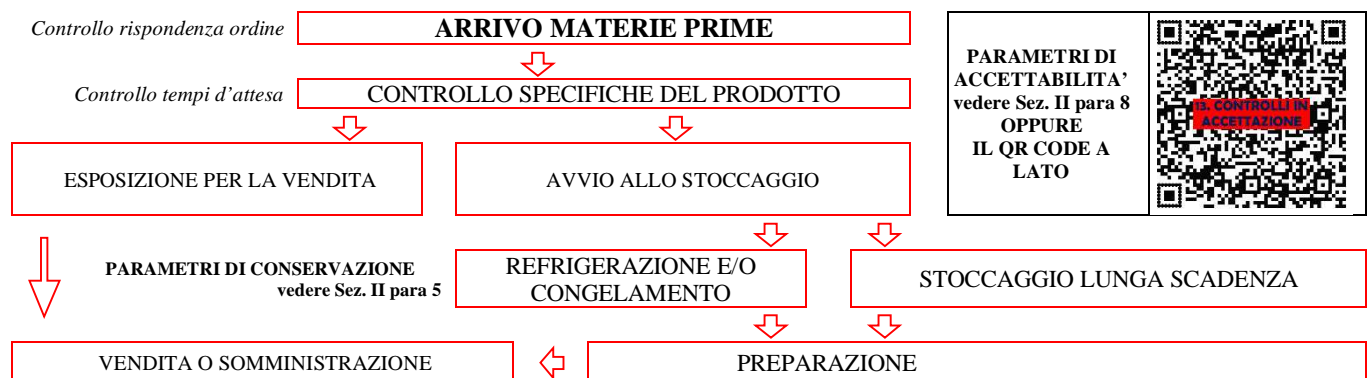 Controllo rispondenza ordine
ARRIVO MATERIE PRIME
Controllo tempi d'attesa
CONTROLLO SPECIFICHE DEL PRODOTTO
PARAMETRI DI
ACCETTABILITA'
vedere Sez. II para 8
OPPURE
IL QR CODE A
LATO
13. CONTROLLI IN
ACCETTAZIONE
ESPOSIZIONE PER LA VENDITA
AVVIO ALLO STOCCAGGIO
PARAMETRI DI CONSERVAZIONE
vedere Sez. II para 5
REFRIGERAZIONE E/O
CONGELAMENTO
STOCCAGGIO LUNGA SCADENZA
VENDITA O SOMMINISTRAZIONE
PREPARAZIONE